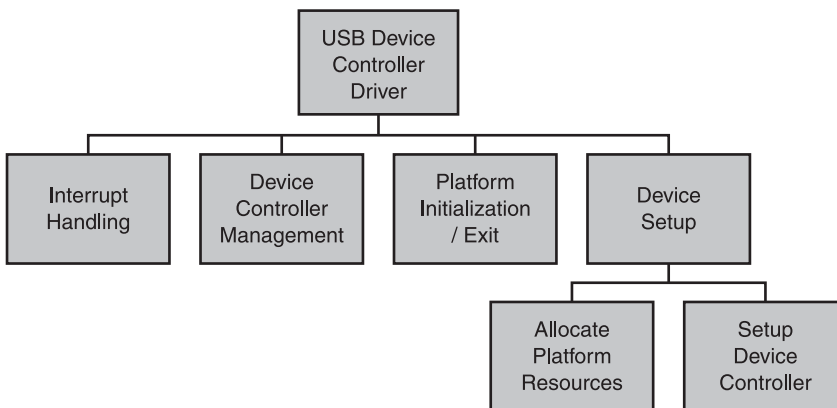 USB Device
Controller
Driver
Interrupt
Handling
Device
Controller
Management
Platform
Initialization
/ Exit
Device
Setup
Allocate
Platform
Resources
Setup
Device
Controller